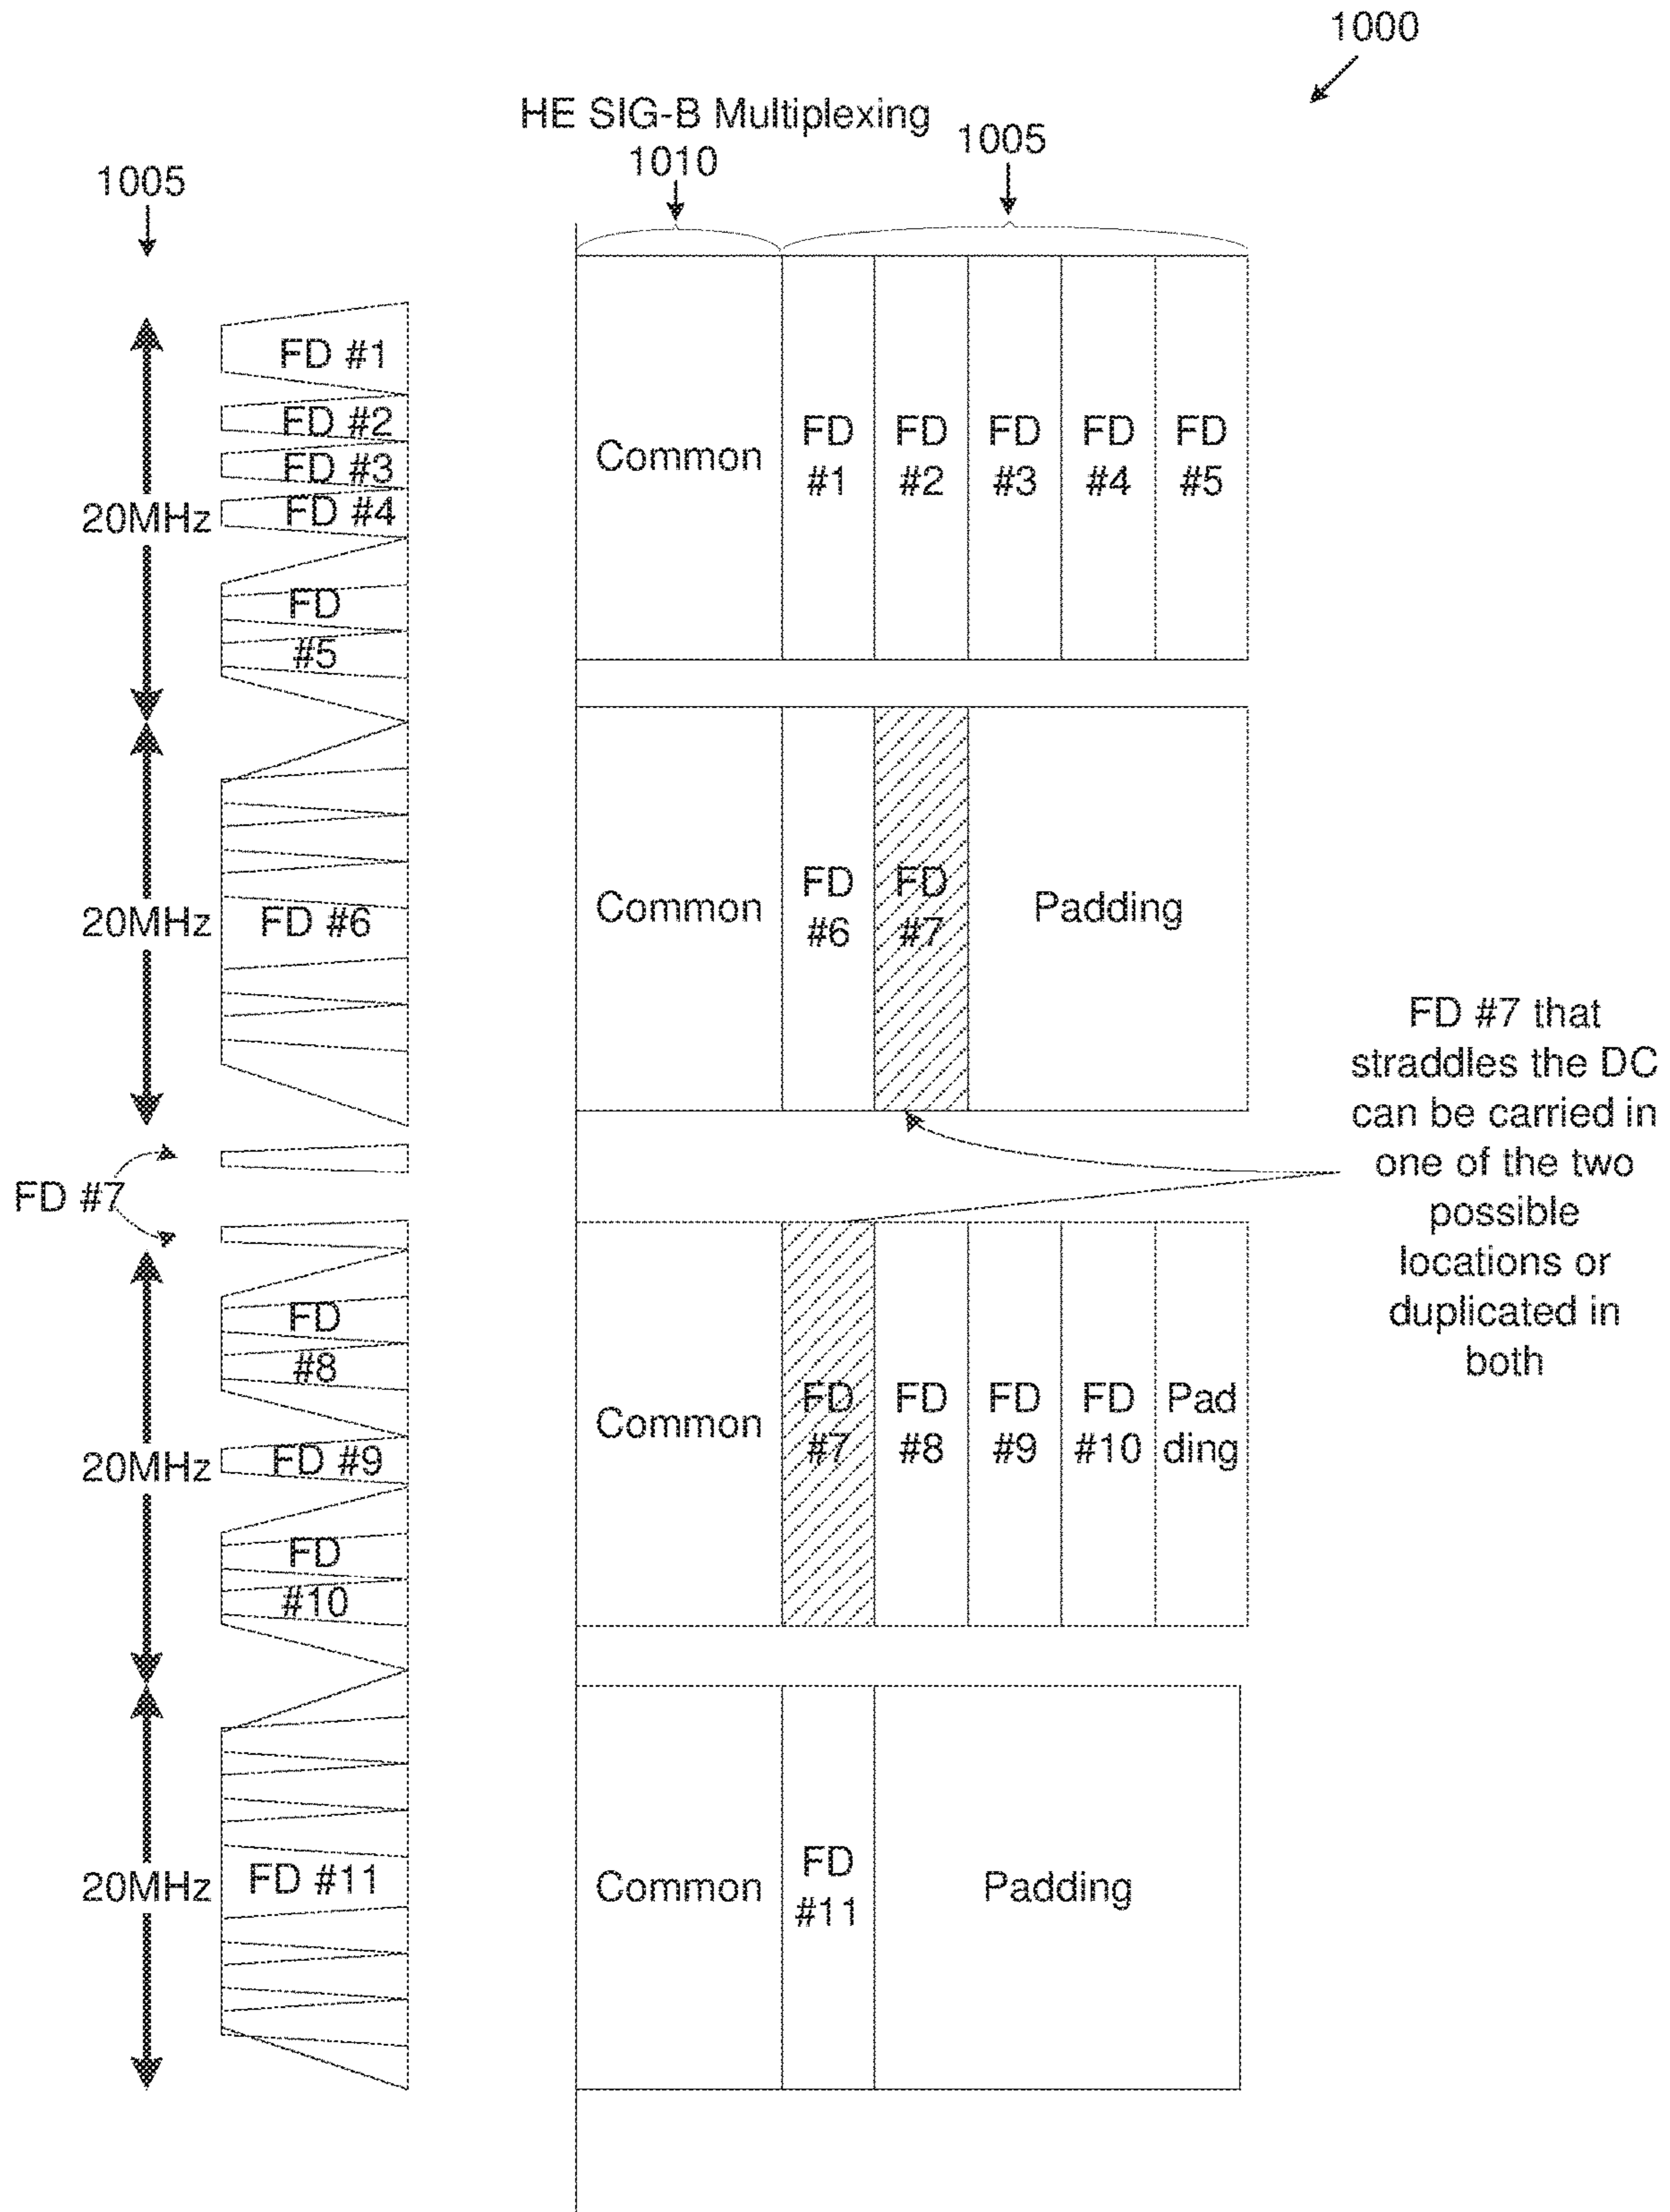 1000
HE SIG-B Multiplexing
1010
1005
1005
20MHz
FD #1
FD #2
FD #3
FD #4
FD
#5
Common
FD
#1
FD
#2
FD
#3
FD
#4
FD
#5
20MHz
FD #6
Common
FD
#6
FD
#7
Padding
FD #7
FD #7 that
straddles the DC
can be carried in
one of the two
possible
locations or
duplicated in
both
20MHz
FD
#8
FD #9
FD
#10
Common
FD
#7
FD
#8
FD
#9
FD
#10
Pad
ding
20MHz
FD #11
Common
FD
#11
Padding